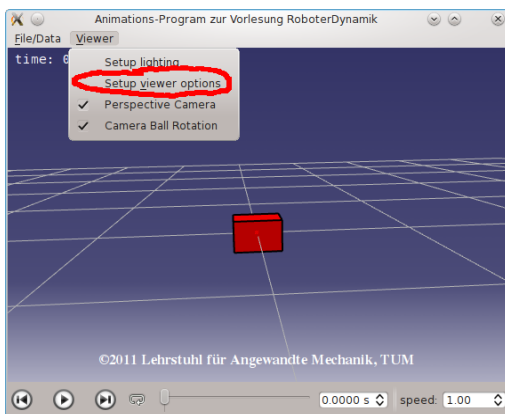 Animations-Program zur Vorlesung RoboterDynamik
File/Data Viewer
time: 0
Setup lighting
Setup viewer options
Perspective Camera
Camera Ball Rotation
©2011 Lehrstuhl für Angewandte Mechanik, TUM
0.0000 s speed: 1.00